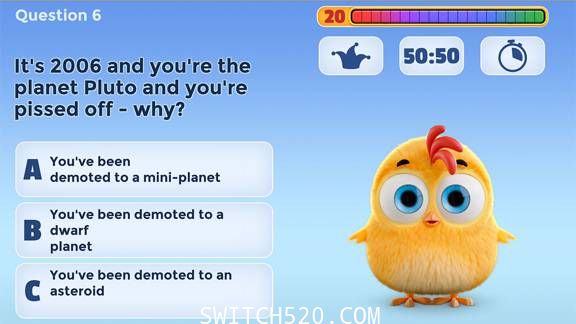 Question 6
20
50:50
It's 2006 and you're the
planet Pluto and you're
pissed off - why?
A
You've been
demoted to a mini-planet
B
You've been demoted to a
dwarf
planet
C
You've been demoted to an
asteroid
SWITCH520.COM